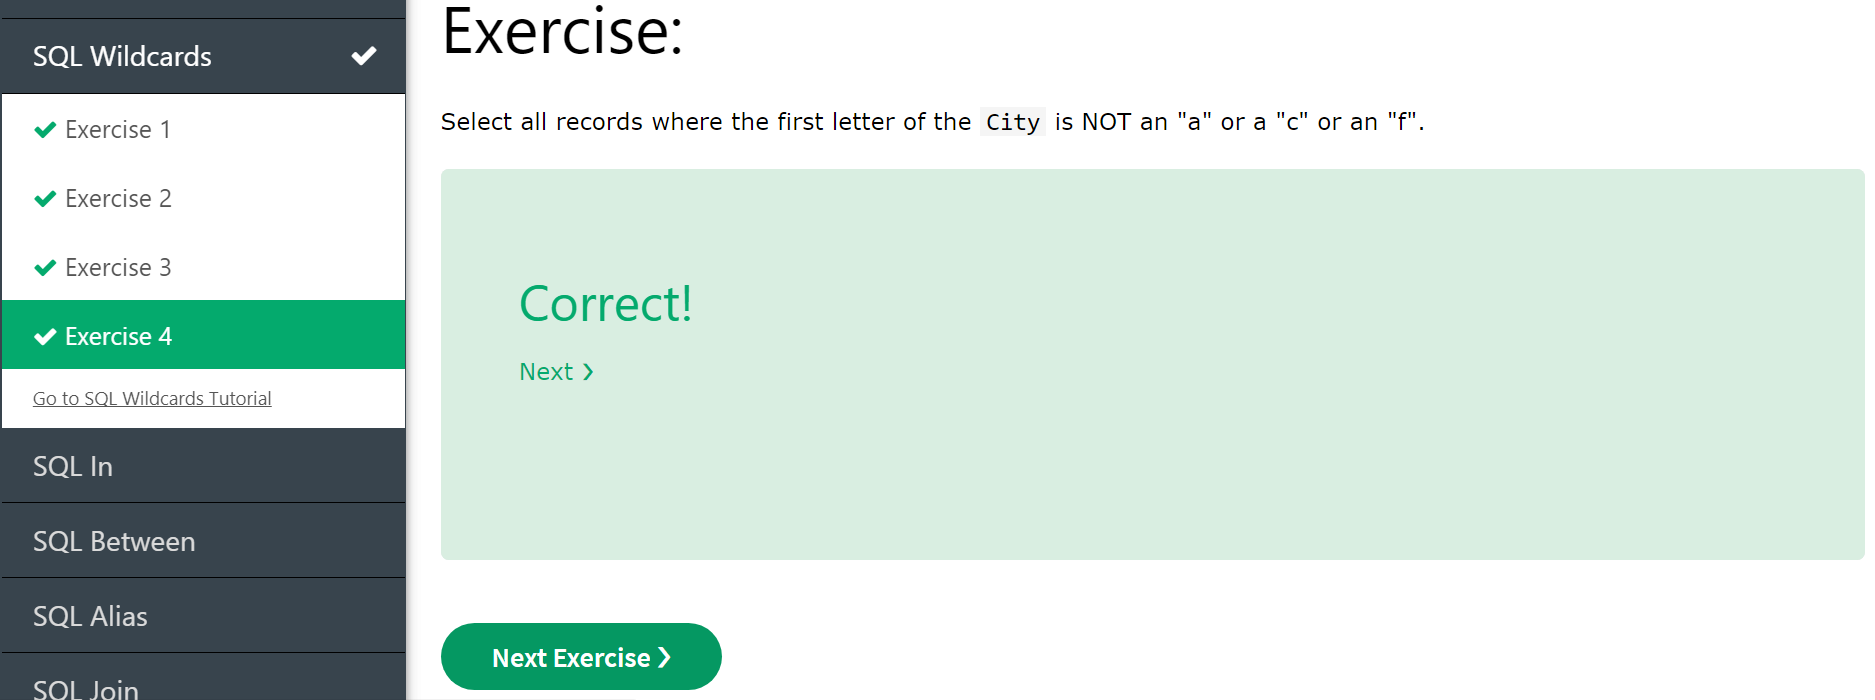 SQL Wildcards
Exercise 1
Exercise 2
Exercise 3
Exercise 4
Go to SQL Wildcards Tutorial
SQL In
SQL Between
SQL Alias
SQL Join
Exercise:
Select all records where the first letter of the City is NOT an "a" or a "c" or an "f".
Correct!
Next ❯
Next Exercise ❯